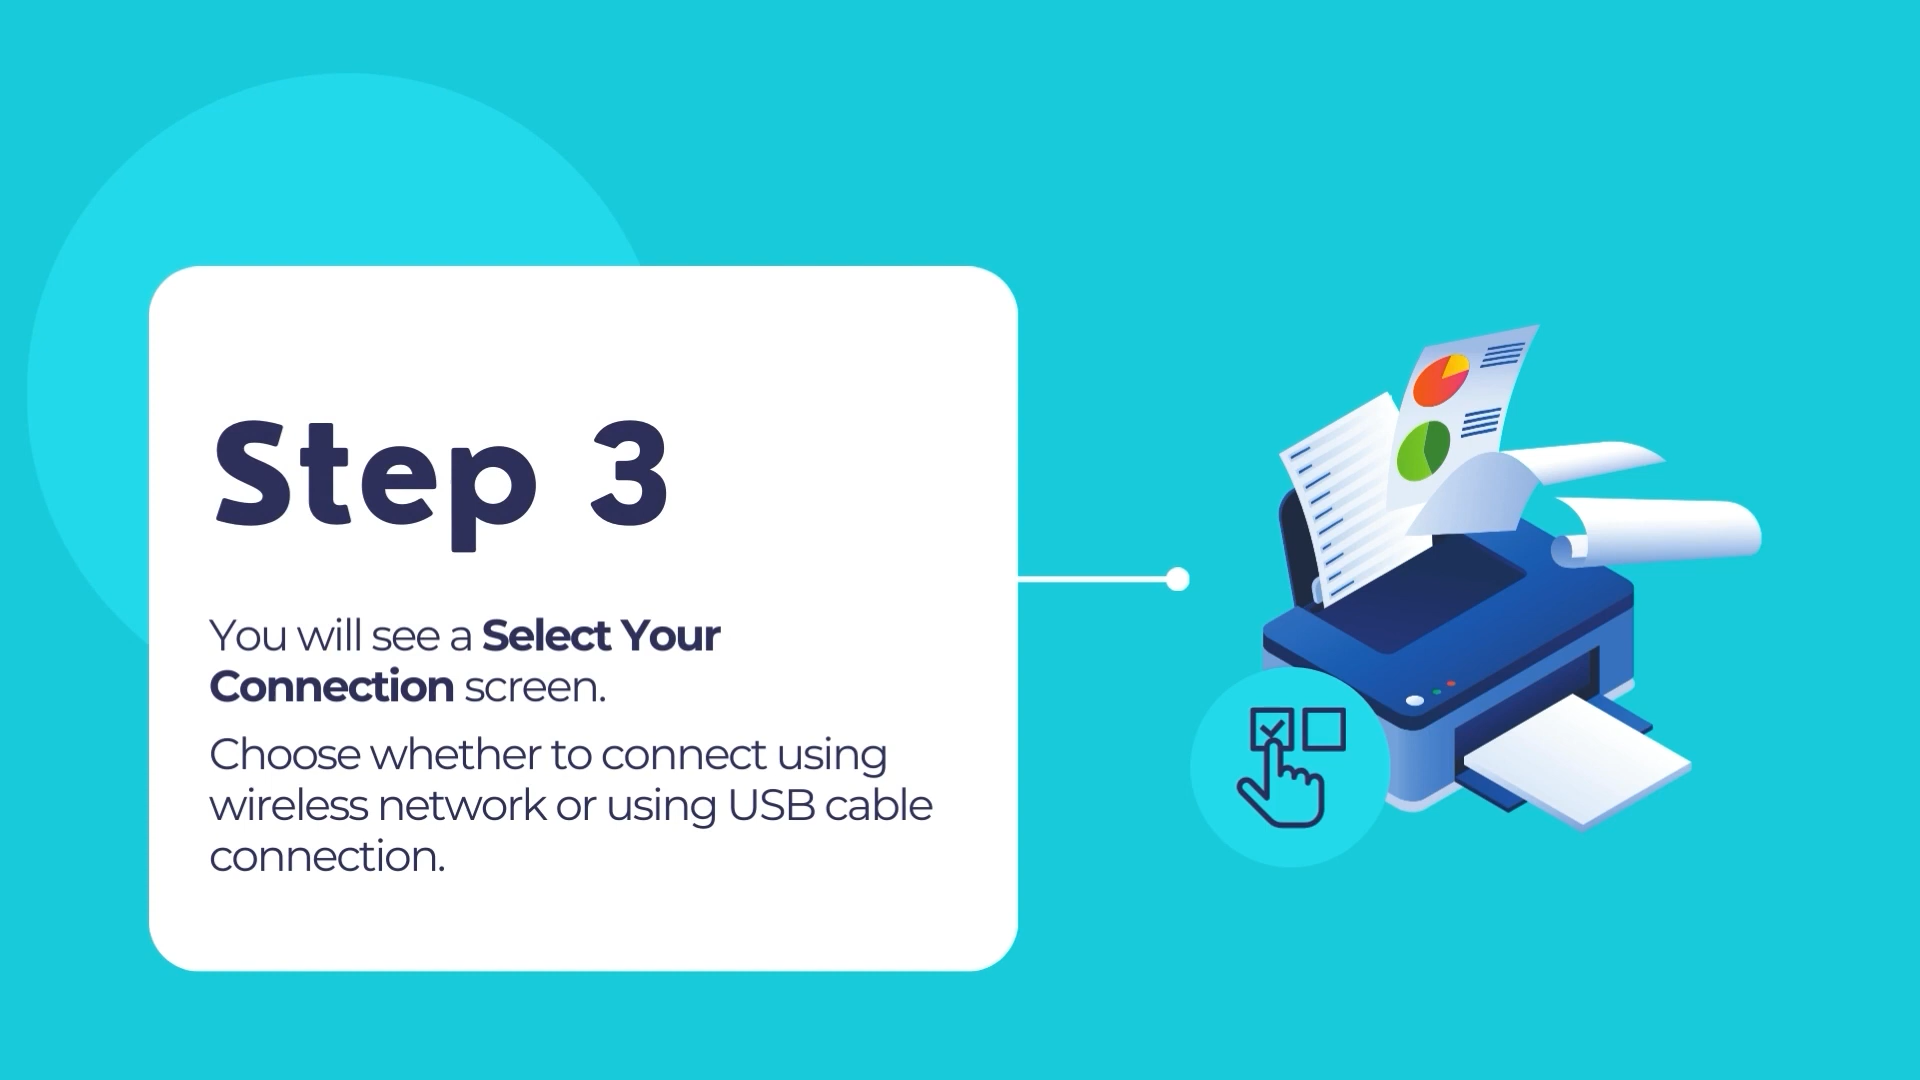 Step 3
You will see a Select Your
Connection screen.
Choose whether to connect using
wireless network or using USB cable
connection.